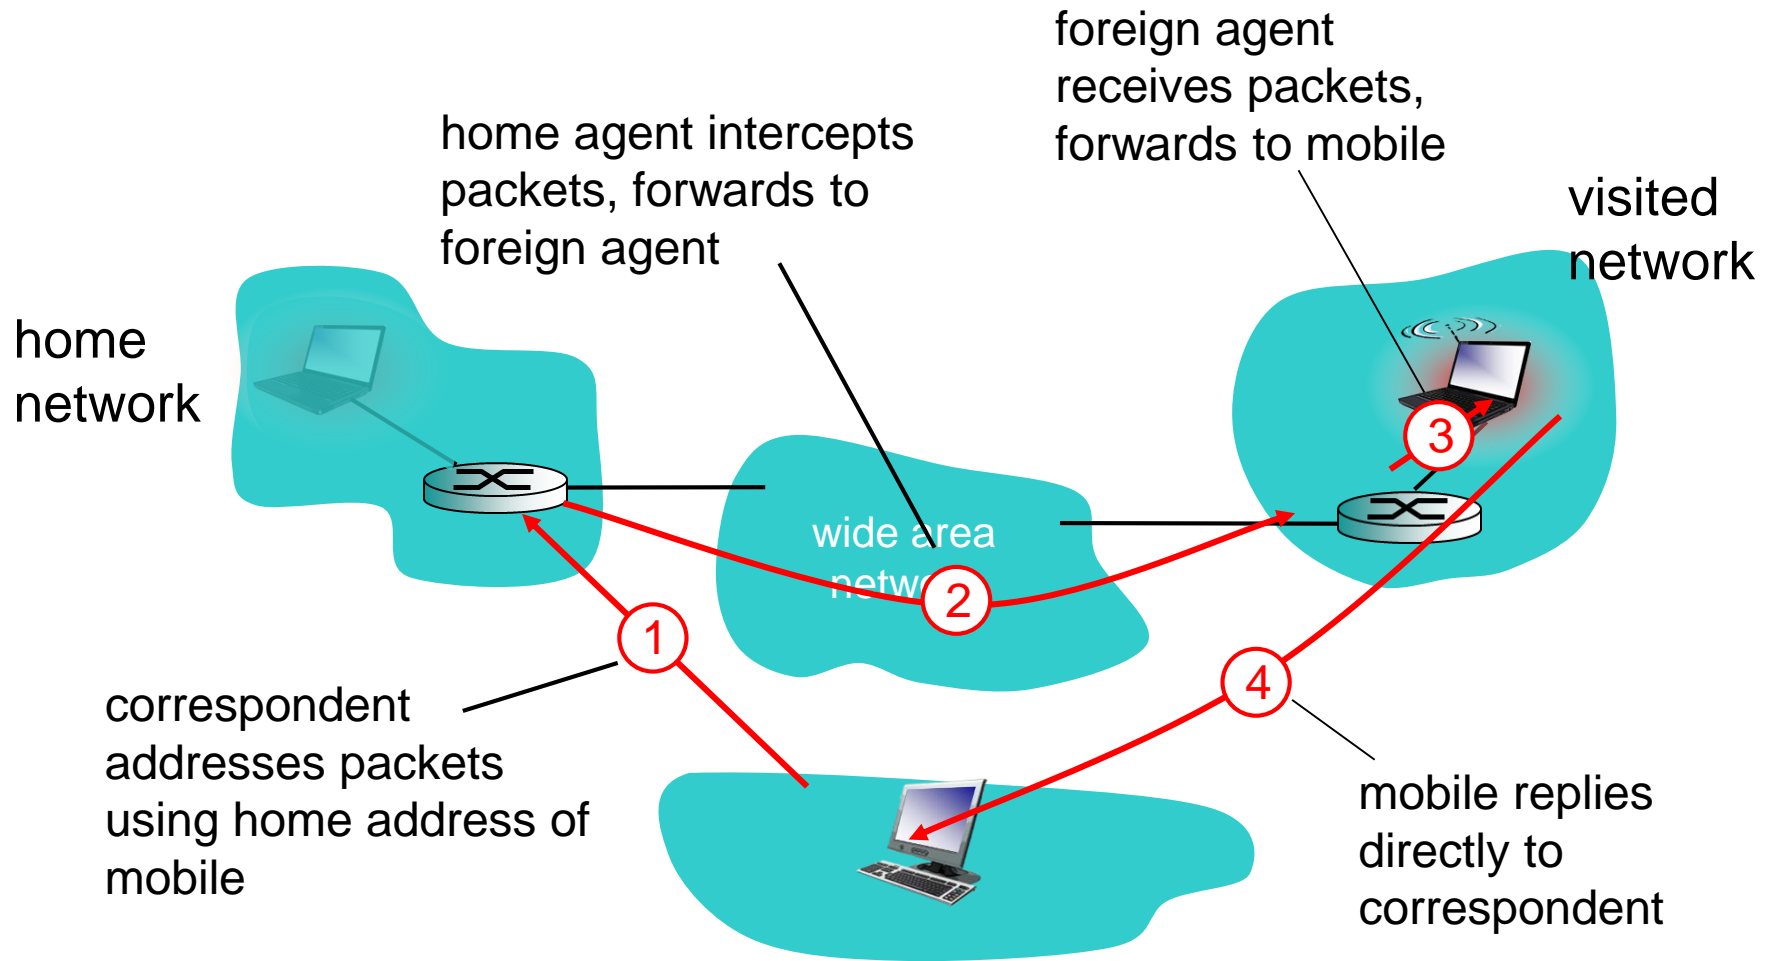 foreign agent
receives packets,
forwards to mobile
home agent intercepts
packets, forwards to
foreign agent
visited
network
home
network
wide area
network
1
2
3
4
correspondent
addresses packets
using home address of
mobile
mobile replies
directly to
correspondent